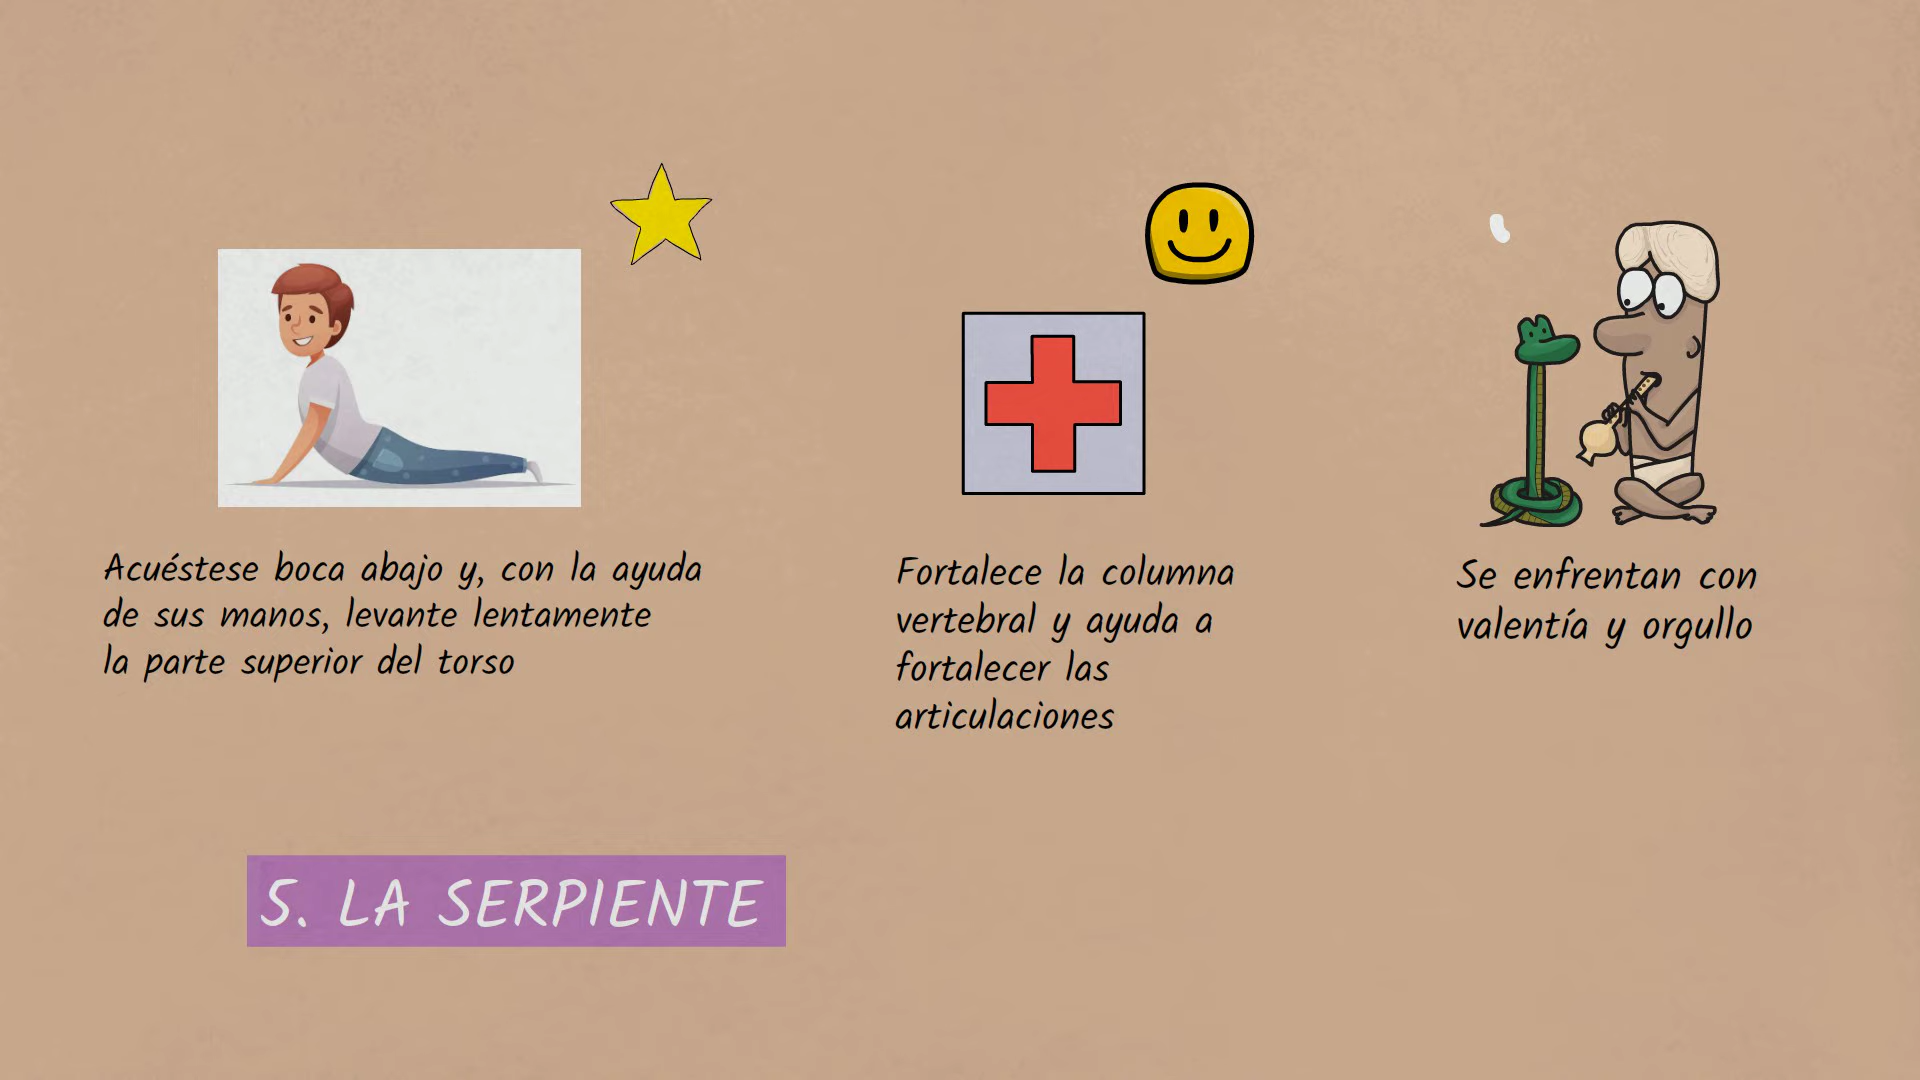 Acuéstese boca abajo y, con la ayuda
de sus manos, levante lentamente
la parte superior del torso
Fortalece la columna
vertebral y ayuda a
fortalecer las
articulaciones
Se enfrentan con
valentía y orgullo
5. LA SERPIENTE